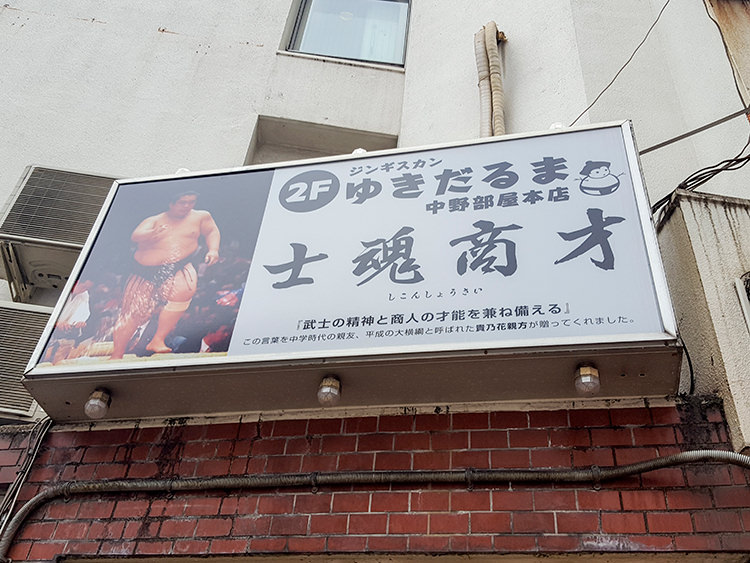 ジンギスカン
2F ゆきだるま
中野部屋本店
士魂商才
しこんしょうさい
『武士の精神と商人の才能を兼ね備える』
この言葉を中学時代の親友、平成の大横綱と呼ばれた貴乃花親方が贈ってくれました。